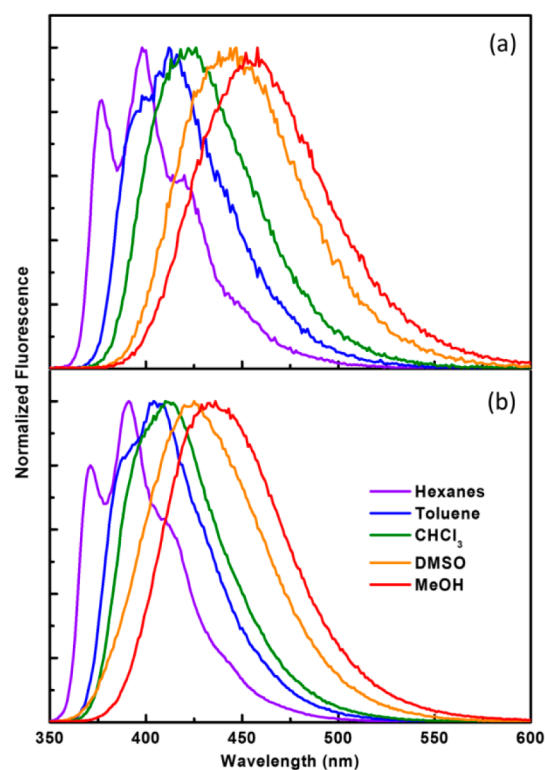 (a)
Normalized Fluorescence
(b)
Hexanes
Toluene
CHCl₃
DMSO
MeOH
350 400 450 500 550 600
Wavelength (nm)